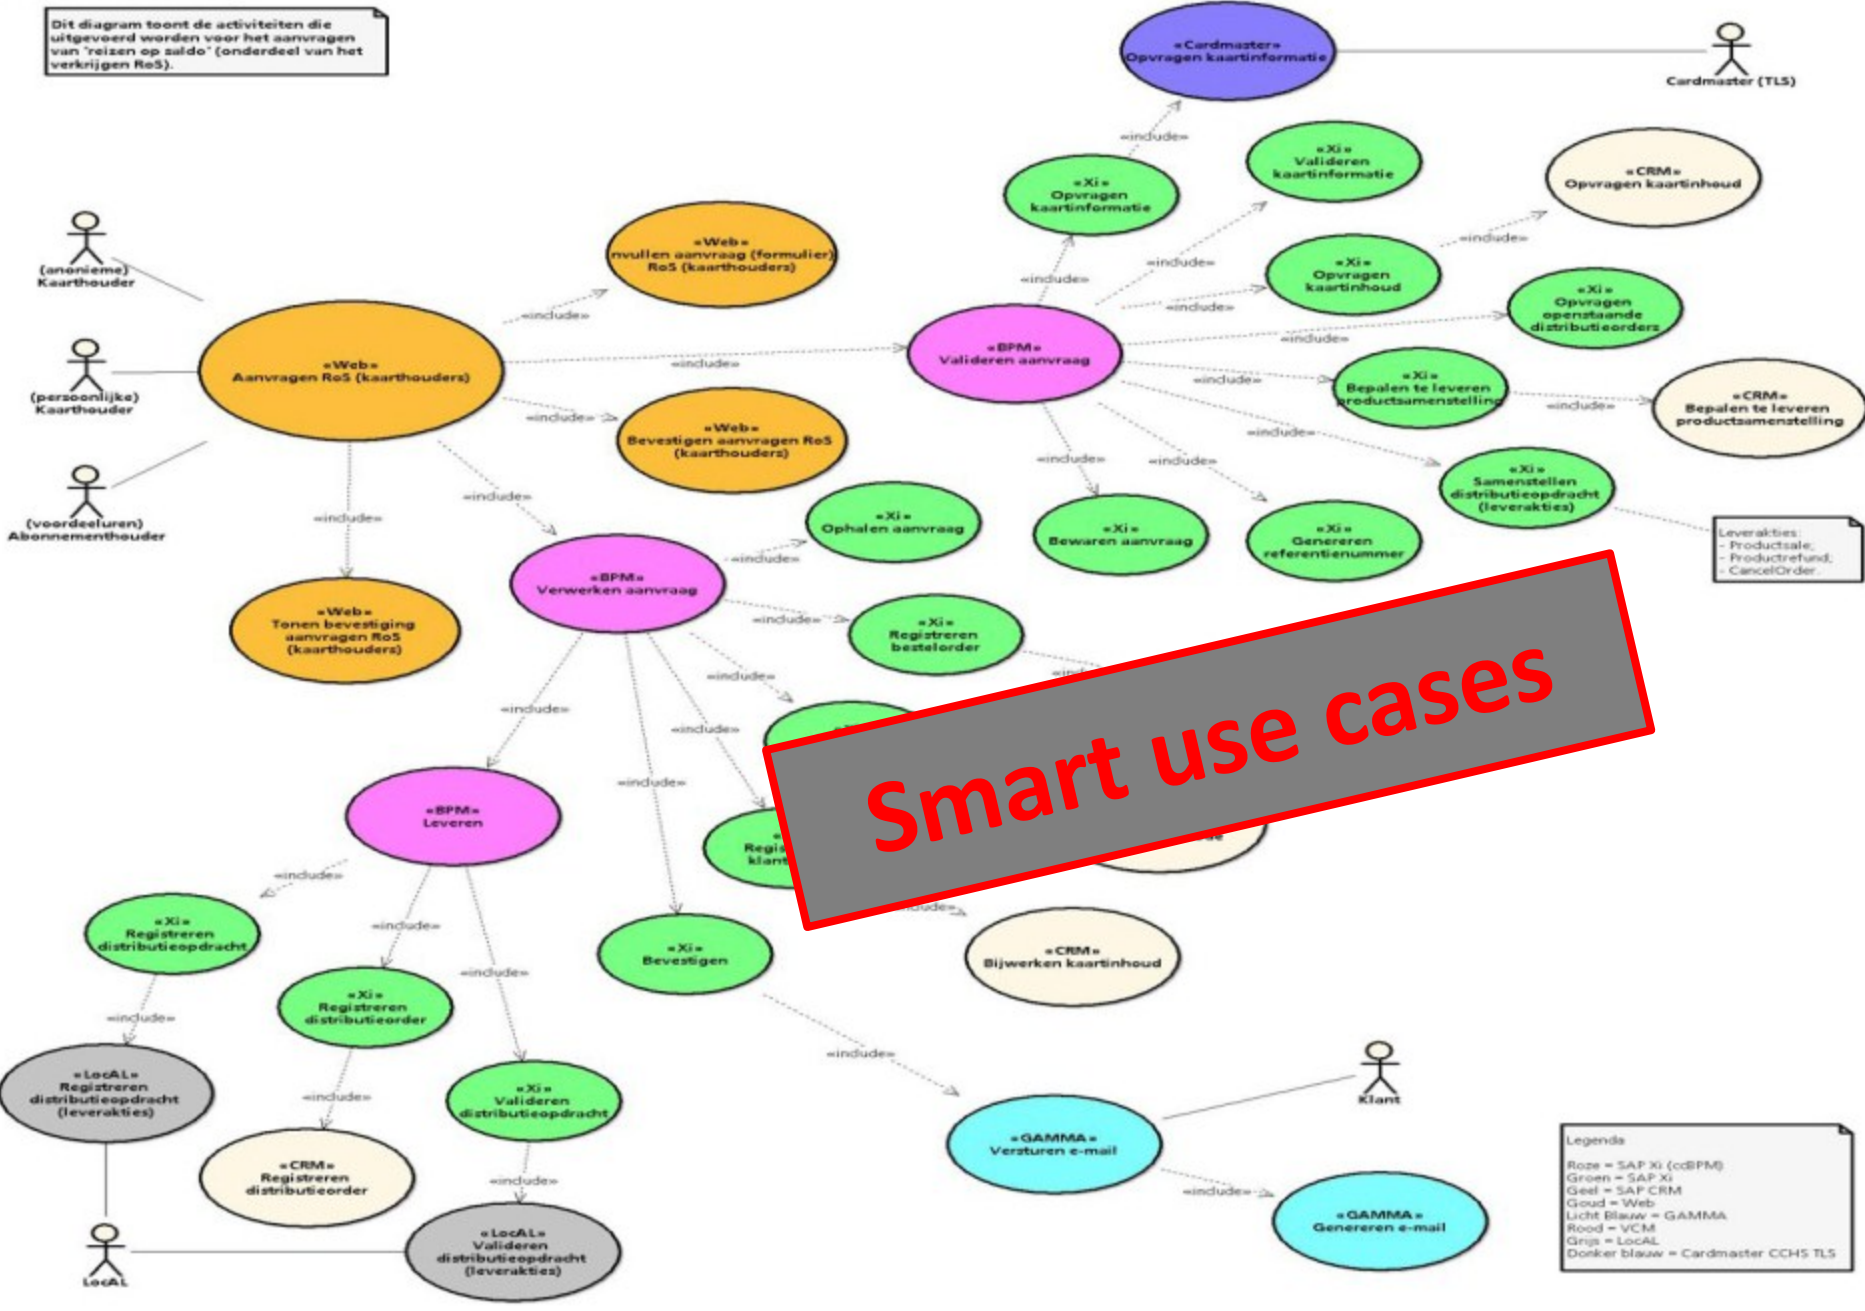 Dit diagram toont de activiteiten die
uitgevoerd worden voor het aanvragen
van 'reizen op saldo' (onderdeel van het
verkrijgen RoS).
«Cardmaster»
Opvragen kaartinformatie
Cardmaster (TLS)
«include»
«Xi»
Opvragen
kaartinformatie
«Xi»
Valideren
kaartinformatie
«CRM»
Opvragen kaartinhoud
«include»
«include»
«include»
«Xi»
Opvragen
kaartinhoud
«include»
«Xi»
Opvragen
openstaande
distributieorders
«include»
(anonieme)
Kaarthouder
(persoonlijke)
Kaarthouder
(voordeeluren)
Abonnementhouder
«Web»
nvullen aanvraag (formulier)
RoS (kaarthouders)
«include»
«Web»
Aanvragen RoS (kaarthouders)
«include»
«BPM»
Valideren aanvraag
«include»
«Xi»
Bepalen te leveren
productsamenstelling
«include»
«CRM»
Bepalen te leveren
productsamenstelling
«include»
«Web»
Bevestigen aanvragen RoS
(kaarthouders)
«include»
«include»
«include»
«Xi»
Samenstellen
distributieopdracht
(leverakties)
Leverakties:
- Productsale;
- Productrefund;
- CancelOrder.
«include»
«include»
«Xi»
Ophalen aanvraag
«Xi»
Bewaren aanvraag
«Xi»
Genereren
referentienummer
«include»
«BPM»
Verwerken aanvraag
«Web»
Tonen bevestiging
aanvragen RoS
(kaarthouders)
«include»
«Xi»
Registreren
bestelorder
«include»
«include»
«include»
«include»
Smart use cases
«BPM»
Leveren
«include»
«include»
«Xi»
Registreren
distributieopdracht
«include»
«Xi»
Bevestigen
«CRM»
Bijwerken kaartinhoud
«include»
«include»
«Xi»
Registreren
distributieorder
«include»
«LocAL»
Registreren
distributieopdracht
(leverakties)
«include»
«Xi»
Valideren
distributieopdracht
«CRM»
Registreren
distributieorder
«include»
«LocAL»
Valideren
distributieopdracht
(leverakties)
LocAL
Klant
«GAMMA»
Versturen e-mail
«include»
«GAMMA»
Genereren e-mail
Legenda
Roze = SAP Xi (ccBPM)
Groen = SAP Xi
Geel = SAP CRM
Goud = Web
Licht Blauw = GAMMA
Rood = VCM
Grijs = LocAL
Donker blauw = Cardmaster CCHS TLS